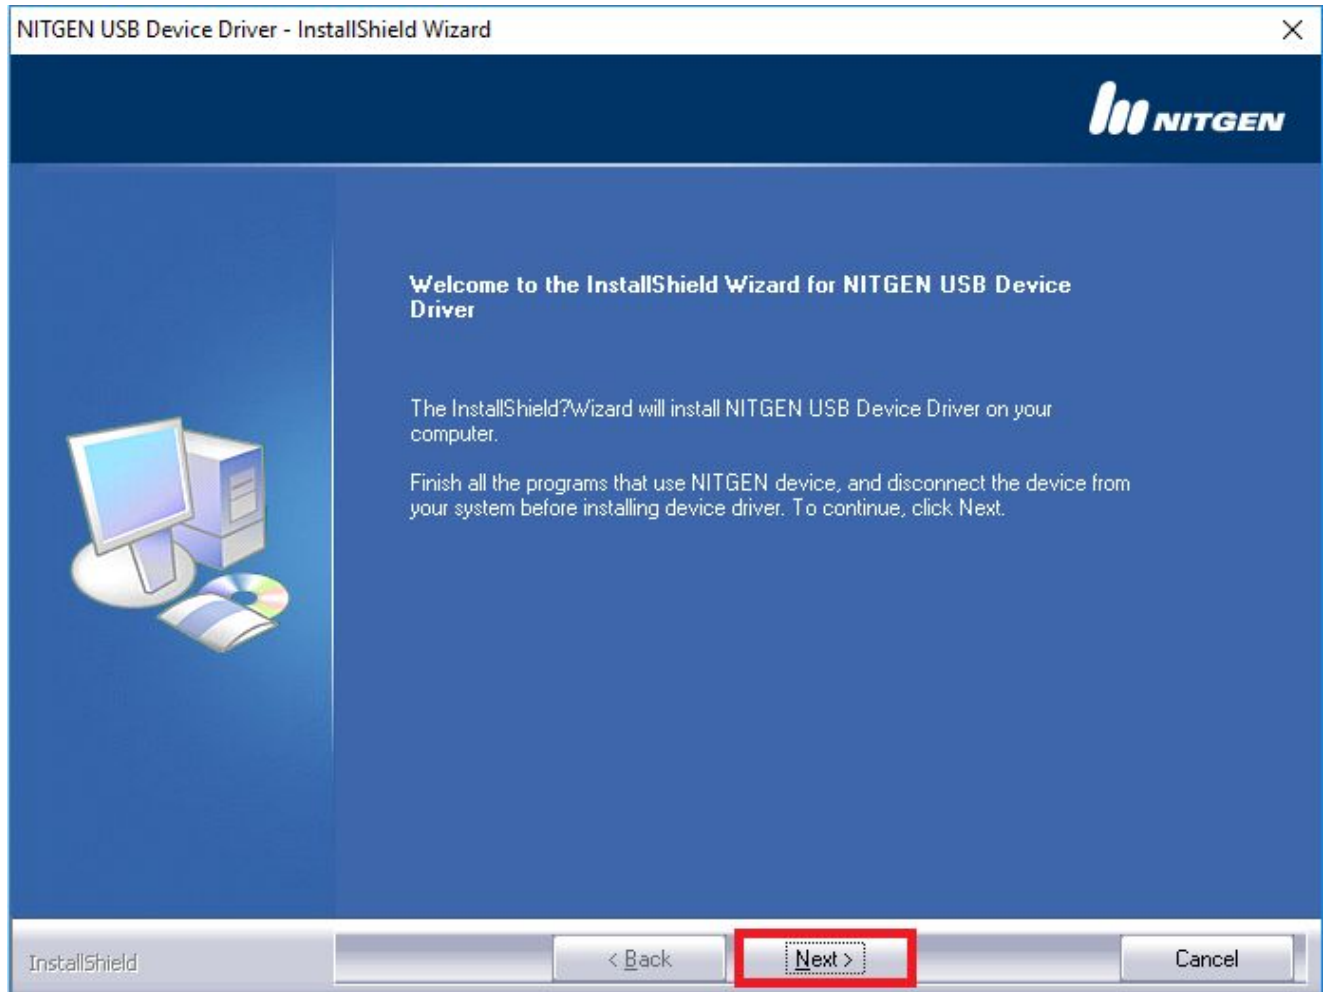 NITGEN USB Device Driver - InstallShield Wizard
NITGEN
Welcome to the InstallShield Wizard for NITGEN USB Device
Driver
The InstallShield?Wizard will install NITGEN USB Device Driver on your
computer.
Finish all the programs that use NITGEN device, and disconnect the device from
your system before installing device driver. To continue, click Next.
InstallShield
< Back
Next >
Cancel